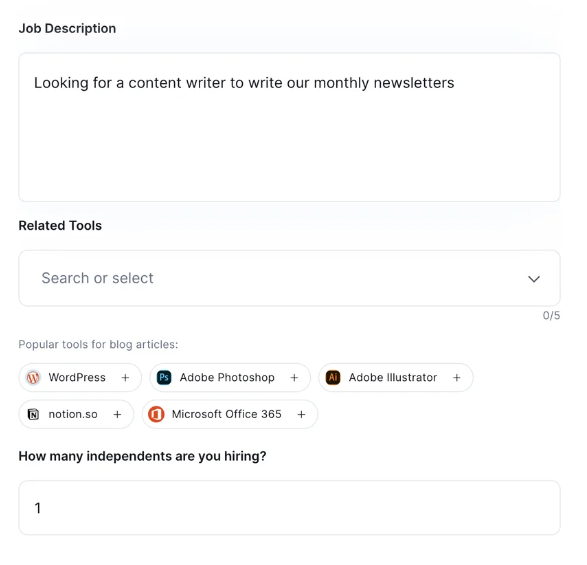 Job Description
Looking for a content writer to write our monthly newsletters
Related Tools
Search or select
0/5
Popular tools for blog articles:
WordPress + Ps Adobe Photoshop + Ai Adobe Illustrator +
notion.so + Microsoft Office 365 +
How many independents are you hiring?
1